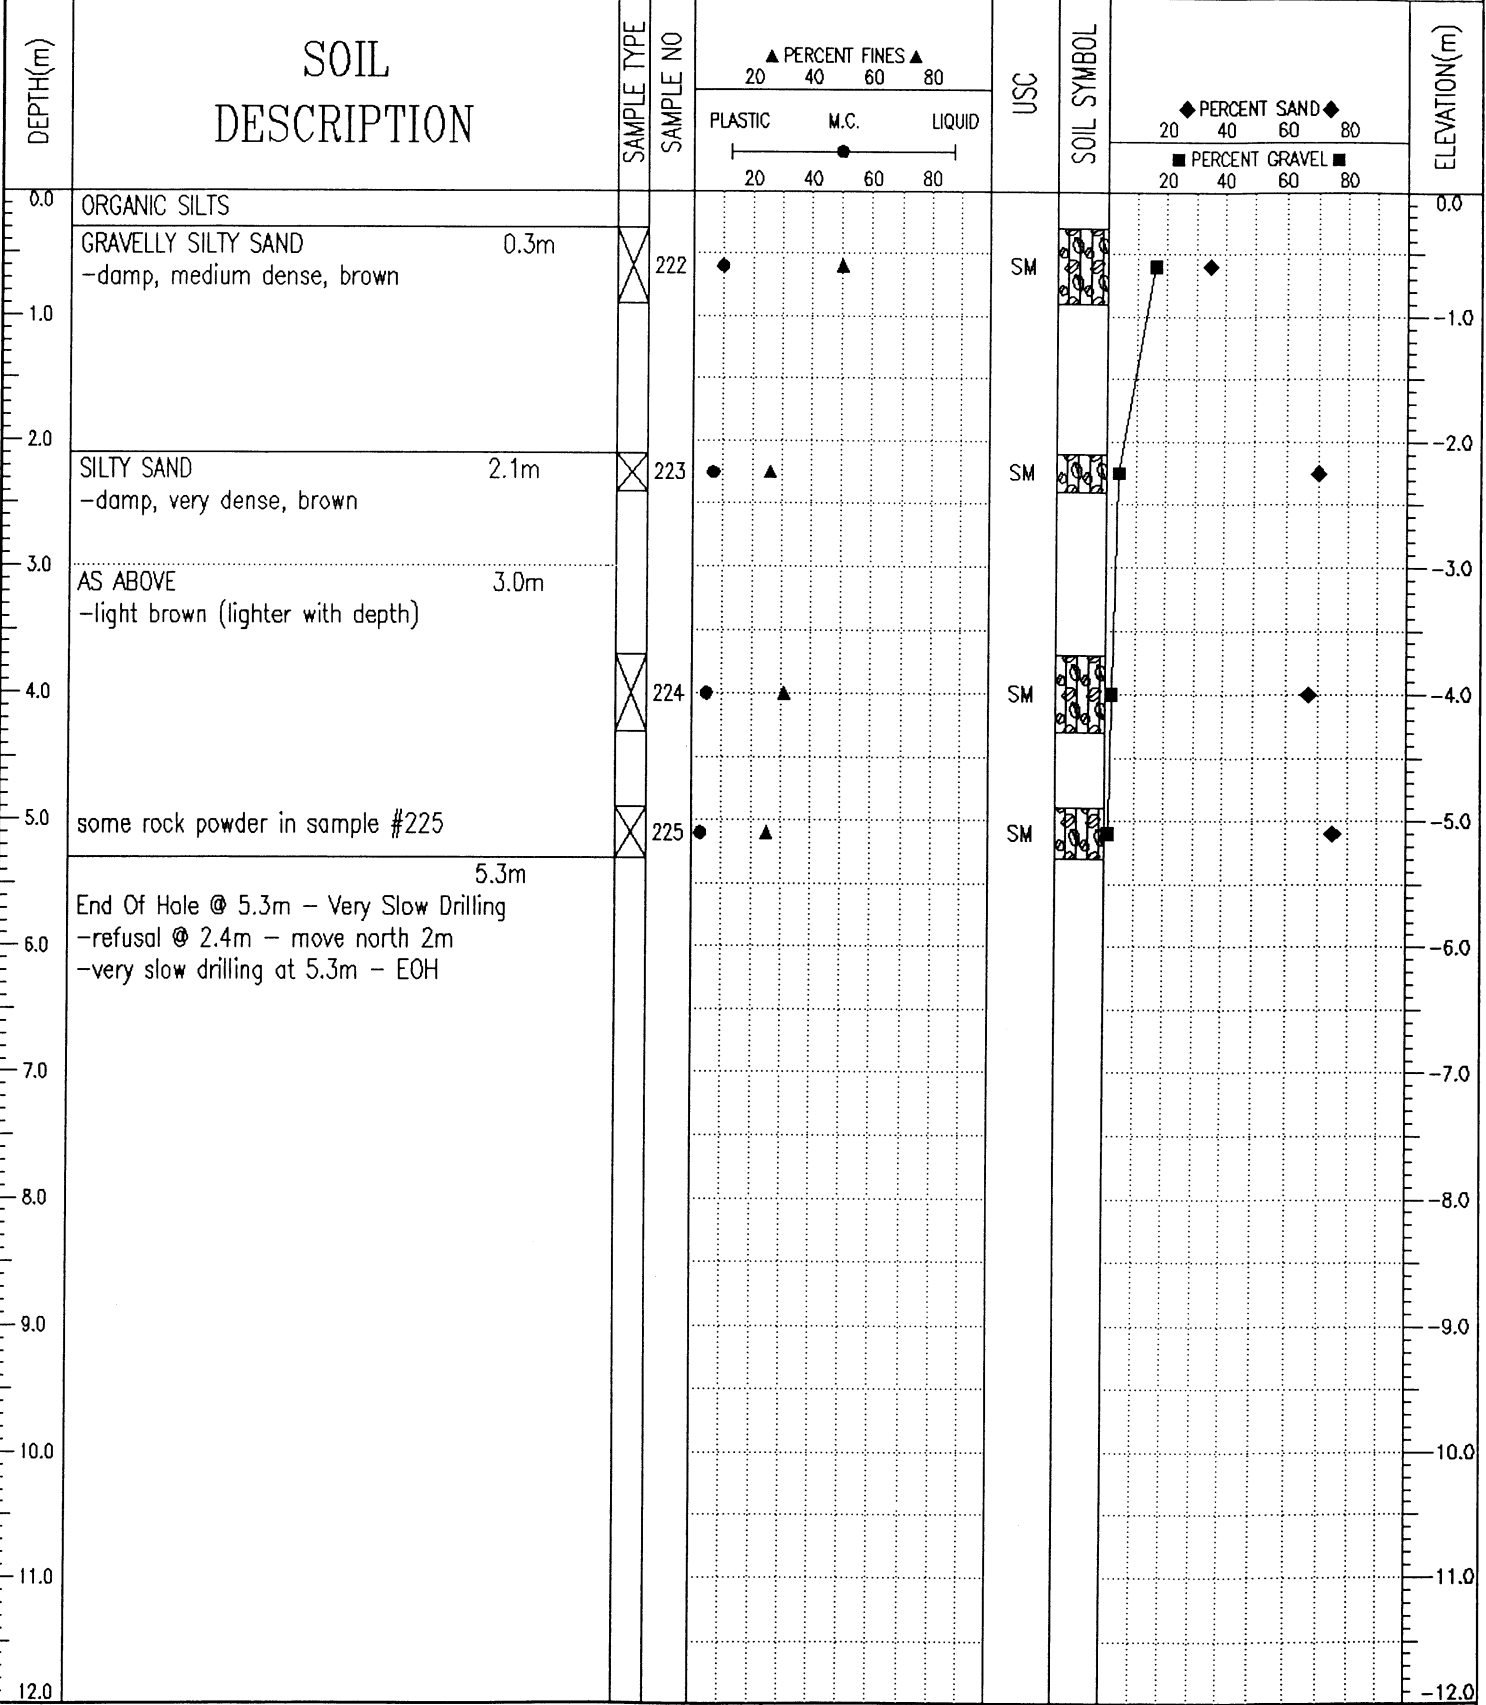 DEPTH(m)
SOIL
DESCRIPTION
SAMPLE TYPE
SAMPLE NO
▲ PERCENT FINES ▲
20 40 60 80
PLASTIC M.C. LIQUID
20 40 60 80
USC
SOIL SYMBOL
◆ PERCENT SAND ◆
20 40 60 80
■ PERCENT GRAVEL ■
20 40 60 80
ELEVATION(m)
0.0 ORGANIC SILTS 0.0
GRAVELLY SILTY SAND 0.3m
222 SM
-damp, medium dense, brown
1.0 -1.0
2.0 -2.0
SILTY SAND 2.1m 223 SM
-damp, very dense, brown
3.0 -3.0
AS ABOVE 3.0m
-light brown (lighter with depth)
4.0 224 SM -4.0
5.0 some rock powder in sample #225 225 SM -5.0
5.3m
End Of Hole @ 5.3m – Very Slow Drilling
6.0 -refusal @ 2.4m – move north 2m -6.0
-very slow drilling at 5.3m – EOH
7.0 -7.0
8.0 -8.0
9.0 -9.0
10.0 -10.0
11.0 -11.0
12.0 -12.0